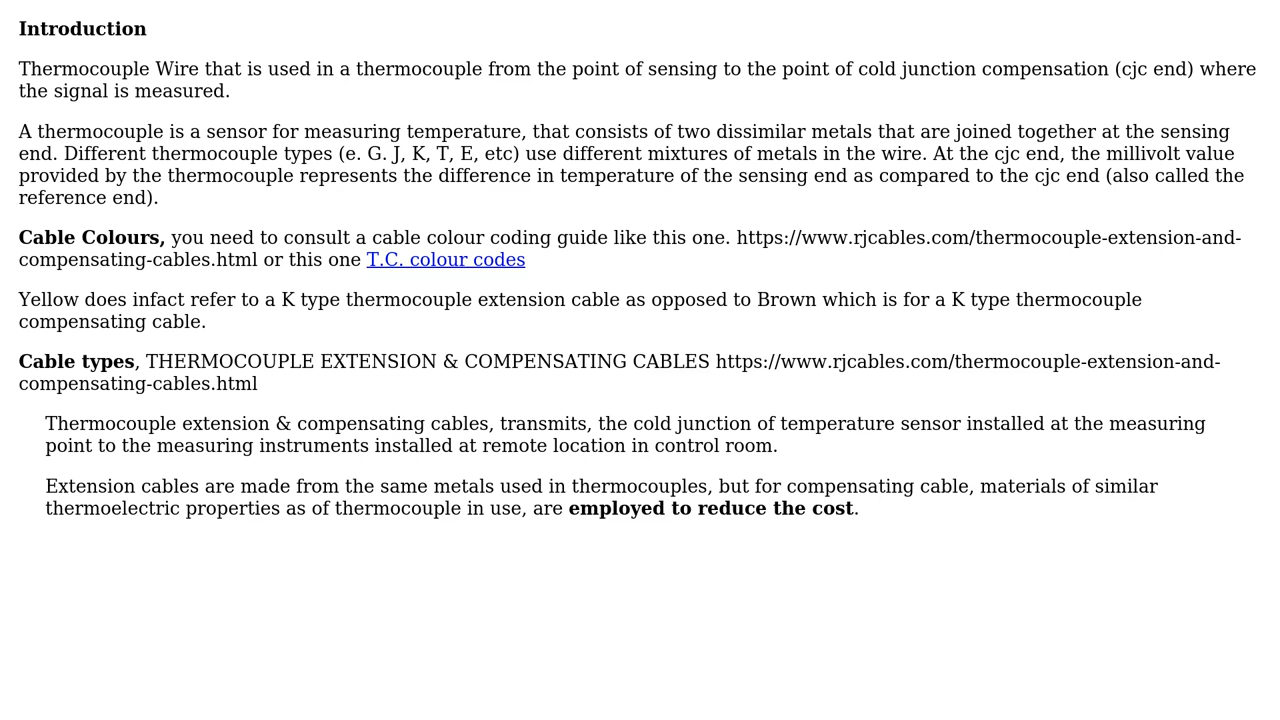 Introduction
Thermocouple Wire that is used in a thermocouple from the point of sensing to the point of cold junction compensation (cjc end) where
the signal is measured.
A thermocouple is a sensor for measuring temperature, that consists of two dissimilar metals that are joined together at the sensing
end. Different thermocouple types (e. G. J, K, T, E, etc) use different mixtures of metals in the wire. At the cjc end, the millivolt value
provided by the thermocouple represents the difference in temperature of the sensing end as compared to the cjc end (also called the
reference end).
Cable Colours, you need to consult a cable colour coding guide like this one. https://www.rjcables.com/thermocouple-extension-and-
compensating-cables.html or this one T.C. colour codes
Yellow does infact refer to a K type thermocouple extension cable as opposed to Brown which is for a K type thermocouple
compensating cable.
Cable types, THERMOCOUPLE EXTENSION & COMPENSATING CABLES https://www.rjcables.com/thermocouple-extension-and-
compensating-cables.html
Thermocouple extension & compensating cables, transmits, the cold junction of temperature sensor installed at the measuring
point to the measuring instruments installed at remote location in control room.
Extension cables are made from the same metals used in thermocouples, but for compensating cable, materials of similar
thermoelectric properties as of thermocouple in use, are employed to reduce the cost.